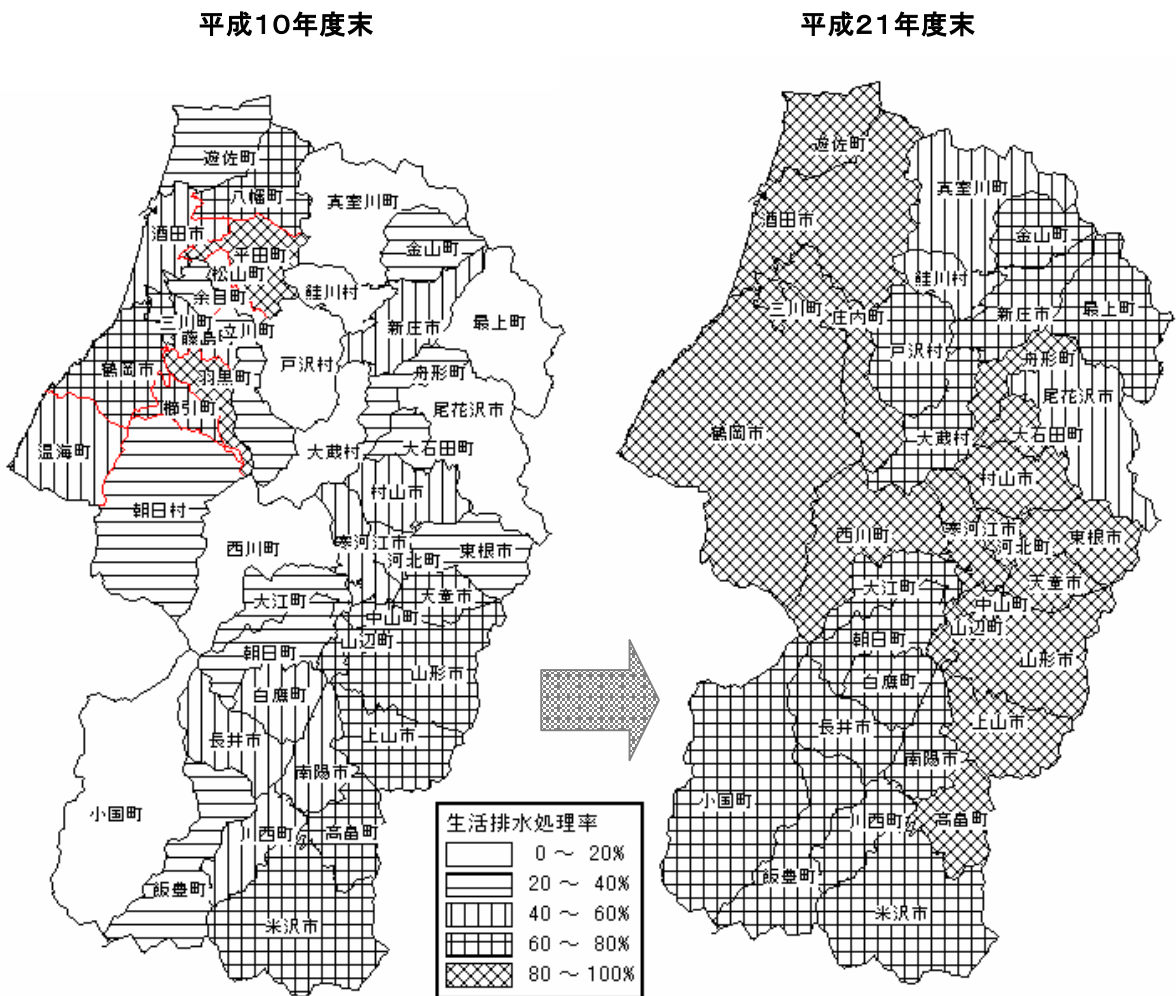 平成10年度末
平成21年度末
遊佐町
八幡町
真室川町
酒田市
金山町
平田町
松山町
鮭川村
余目町
三川町
立川町
藤島
新庄市
最上町
戸沢村
鶴岡市
羽黒町
舟形町
櫛引町
尾花沢市
大蔵村
大石田町
温海町
村山市
朝日村
寒河江市
西川町
河北町
東根市
大江町
天童市
中山町
山辺町
朝日町
山形市
白鷹町
長井市
上山市
南陽市
小国町
川西町
高畠町
飯豊町
米沢市
生活排水処理率
0 ～ 20%
20 ～ 40%
40 ～ 60%
60 ～ 80%
80 ～ 100%
遊佐町
真室川町
酒田市
金山町
鮭川村
三川町
庄内町
新庄市
最上町
戸沢村
舟形町
尾花沢市
鶴岡市
大蔵村
大石田町
村山市
西川町
寒河江市
河北町
東根市
大江町
天童市
中山町
山辺町
朝日町
山形市
白鷹町
長井市
上山市
南陽市
小国町
川西町
高畠町
飯豊町
米沢市